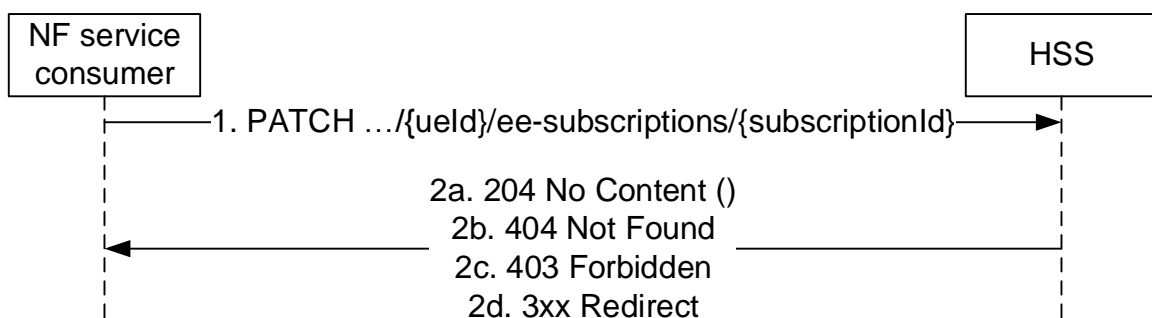 NF service
consumer
HSS
1. PATCH …/{ueId}/ee-subscriptions/{subscriptionId}
2a. 204 No Content ()
2b. 404 Not Found
2c. 403 Forbidden
2d. 3xx Redirect